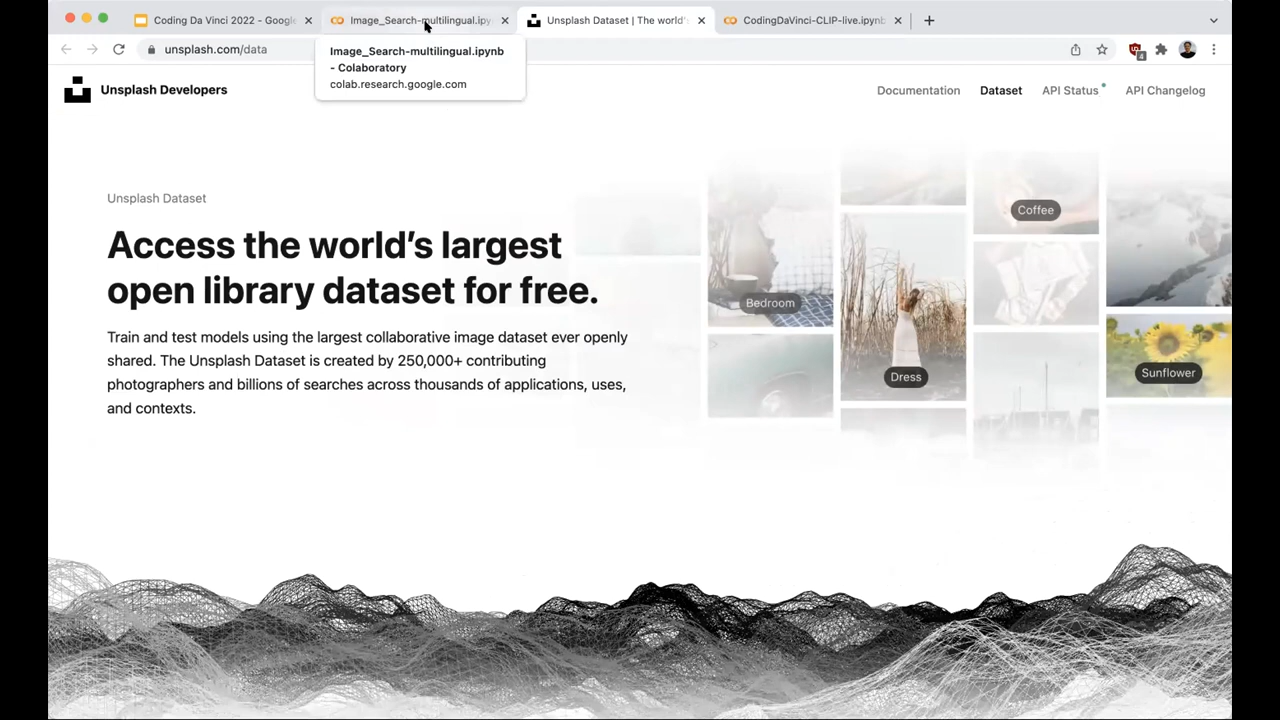 Coding Da Vinci 2022 - Google
Image_Search-multilingual.ipy
Unsplash Dataset | The world'
CodingDaVinci-CLIP-live.ipynb
unsplash.com/data
4
Image_Search-multilingual.ipynb
- Colaboratory
colab.research.google.com
Unsplash Developers
Documentation
Dataset
API Status
API Changelog
Unsplash Dataset
Access the world's largest
open library dataset for free.
Train and test models using the largest collaborative image dataset ever openly
shared. The Unsplash Dataset is created by 250,000+ contributing
photographers and billions of searches across thousands of applications, uses,
and contexts.
Coffee
Bedroom
Dress
Sunflower